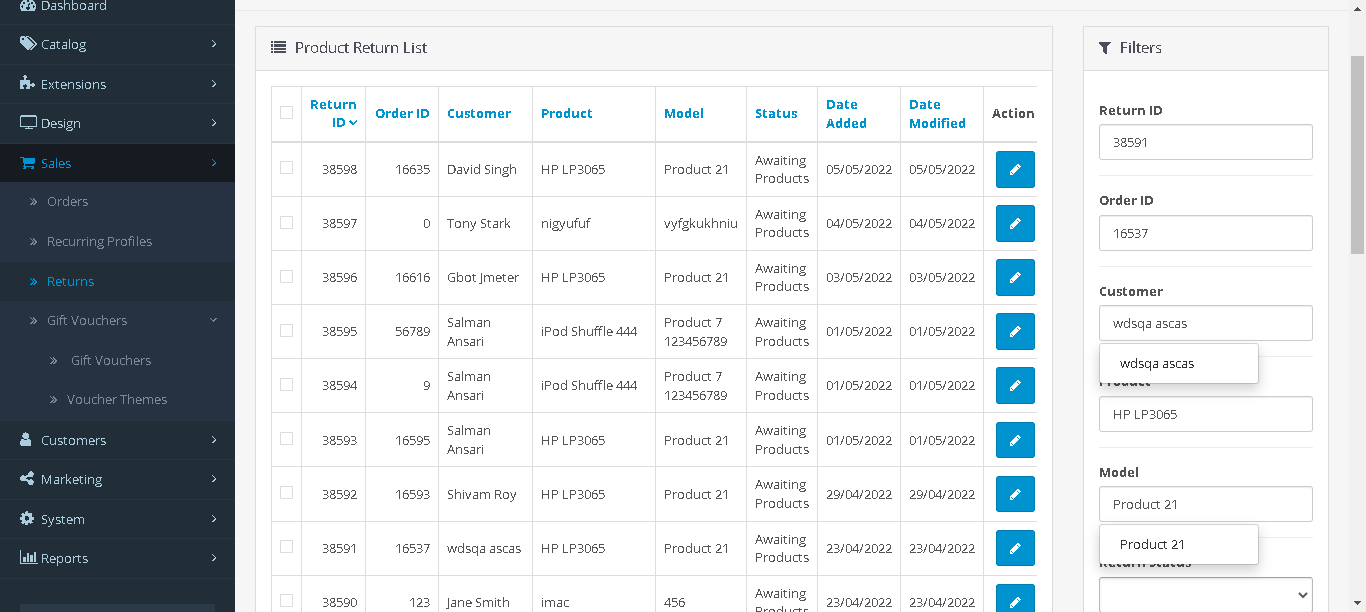 Dashboard
Catalog
Extensions
Design
Sales
Orders
Recurring Profiles
Returns
Gift Vouchers
Gift Vouchers
Voucher Themes
Customers
Marketing
System
Reports
Product Return List
Return ID Order ID Customer Product Model Status Date Added Date Modified Action
38598 16635 David Singh HP LP3065 Product 21 Awaiting Products 05/05/2022 05/05/2022
38597 0 Tony Stark nigyufuf vyfgkukhniu Awaiting Products 04/05/2022 04/05/2022
38596 16616 Gbot Jmeter HP LP3065 Product 21 Awaiting Products 03/05/2022 03/05/2022
38595 56789 Salman Ansari iPod Shuffle 444 Product 7 123456789 Awaiting Products 01/05/2022 01/05/2022
38594 9 Salman Ansari iPod Shuffle 444 Product 7 123456789 Awaiting Products 01/05/2022 01/05/2022
38593 16595 Salman Ansari HP LP3065 Product 21 Awaiting Products 01/05/2022 01/05/2022
38592 16593 Shivam Roy HP LP3065 Product 21 Awaiting Products 29/04/2022 29/04/2022
38591 16537 wdsqa ascas HP LP3065 Product 21 Awaiting Products 23/04/2022 23/04/2022
38590 123 Jane Smith imac 456 Awaiting Products 23/04/2022 23/04/2022
Filters
Return ID
38591
Order ID
16537
Customer
wdsqa ascas
wdsqa ascas
Product
HP LP3065
Model
Product 21
Product 21
Return Status